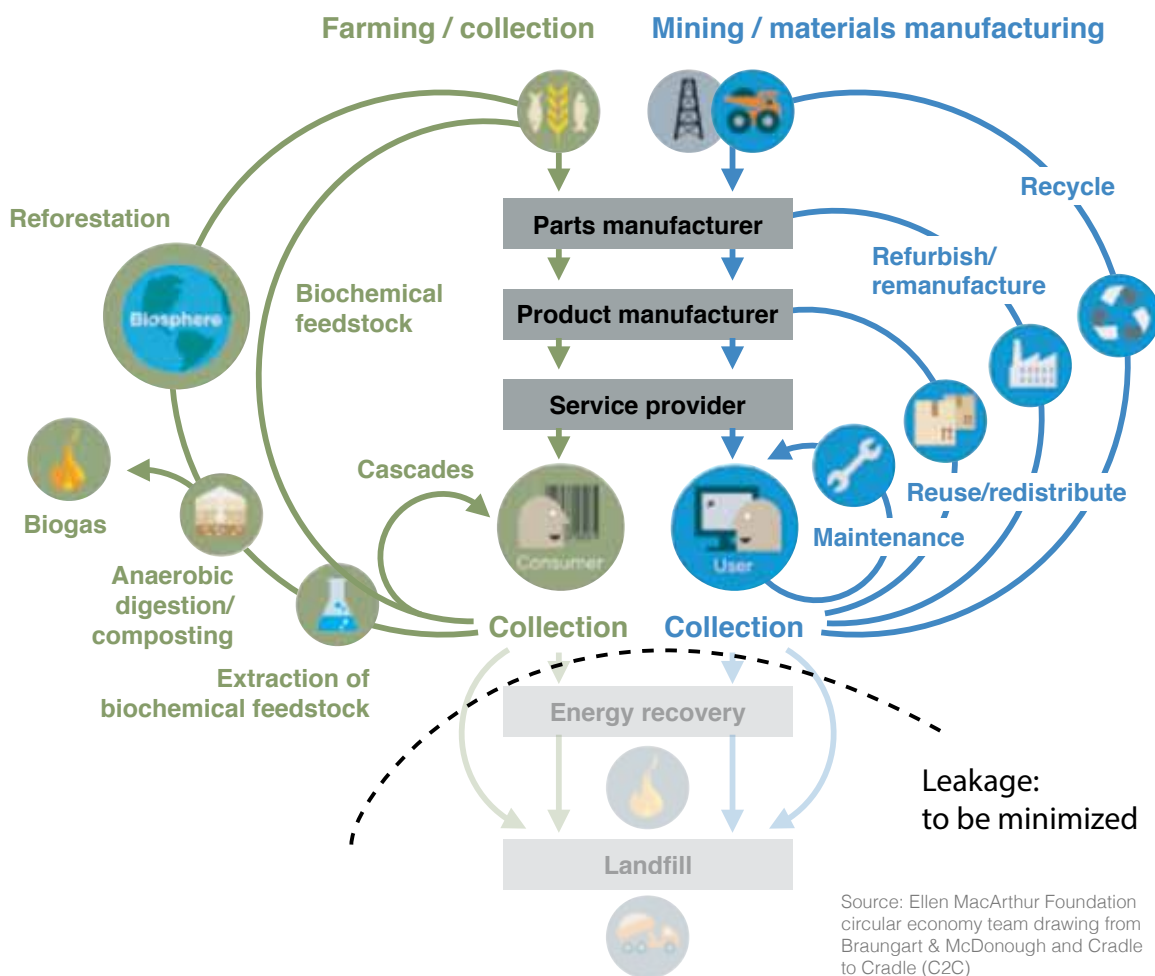 Farming / collection
Mining / materials manufacturing
Recycle
Reforestation
Parts manufacturer
Refurbish/
remanufacture
Biochemical
feedstock
Biosphere
Product manufacturer
Service provider
Cascades
Reuse/redistribute
Biogas
Maintenance
Consumer
User
Anaerobic
digestion/
composting
Collection
Collection
Extraction of
biochemical feedstock
Energy recovery
Leakage:
to be minimized
Landfill
Source: Ellen MacArthur Foundation
circular economy team drawing from
Braungart & McDonough and Cradle
to Cradle (C2C)